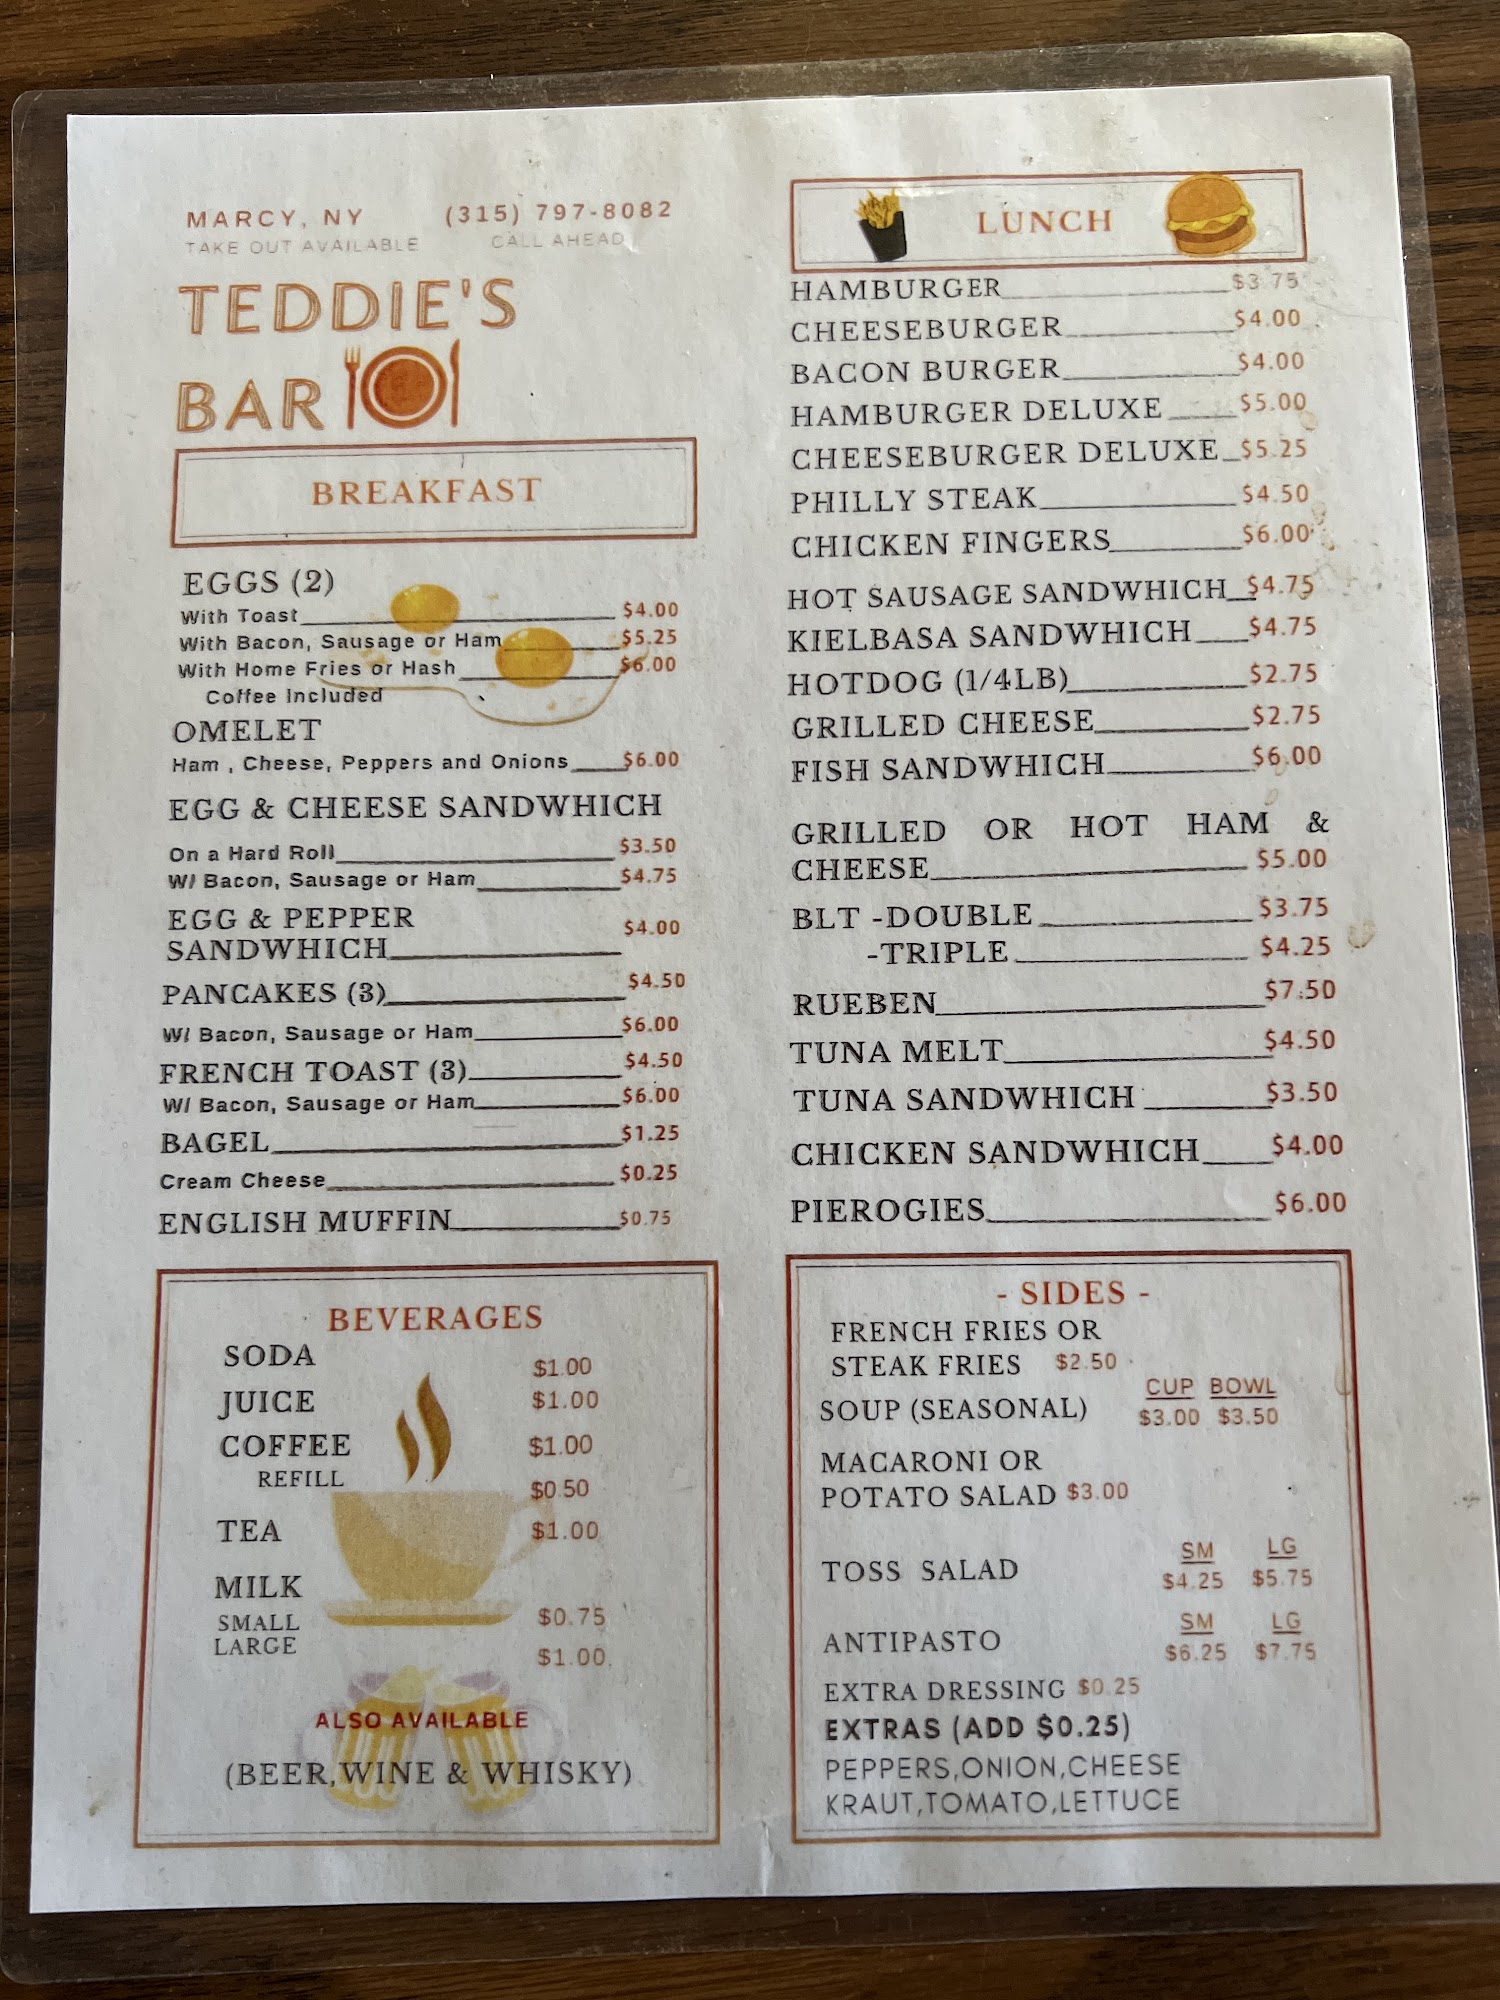 MARCY, NY (315) 797-8082
TAKE OUT AVAILABLE CALL AHEAD
TEDDIE'S
BAR
BREAKFAST
EGGS (2)
With Toast $4.00
With Bacon, Sausage or Ham $5.25
With Home Fries or Hash $6.00
Coffee Included
OMELET
Ham , Cheese, Peppers and Onions $6.00
EGG & CHEESE SANDWHICH
On a Hard Roll $3.50
W/ Bacon, Sausage or Ham $4.75
EGG & PEPPER
SANDWHICH $4.00
PANCAKES (3) $4.50
W/ Bacon, Sausage or Ham $6.00
FRENCH TOAST (3) $4.50
W/ Bacon, Sausage or Ham $6.00
BAGEL $1.25
Cream Cheese $0.25
ENGLISH MUFFIN $0.75
BEVERAGES
SODA $1.00
JUICE $1.00
COFFEE $1.00
REFILL $0.50
TEA $1.00
MILK
SMALL $0.75
LARGE $1.00
ALSO AVAILABLE
(BEER,WINE & WHISKY)
LUNCH
HAMBURGER $3.75
CHEESEBURGER $4.00
BACON BURGER $4.00
HAMBURGER DELUXE $5.00
CHEESEBURGER DELUXE $5.25
PHILLY STEAK $4.50
CHICKEN FINGERS $6.00
HOT SAUSAGE SANDWHICH $4.75
KIELBASA SANDWHICH $4.75
HOTDOG (1/4LB) $2.75
GRILLED CHEESE $2.75
FISH SANDWHICH $6.00
GRILLED OR HOT HAM &
CHEESE $5.00
BLT -DOUBLE $3.75
-TRIPLE $4.25
RUEBEN $7.50
TUNA MELT $4.50
TUNA SANDWHICH $3.50
CHICKEN SANDWHICH $4.00
PIEROGIES $6.00
- SIDES -
FRENCH FRIES OR
STEAK FRIES $2.50
CUP BOWL
SOUP (SEASONAL) $3.00 $3.50
MACARONI OR
POTATO SALAD $3.00
SM LG
TOSS SALAD $4.25 $5.75
SM LG
ANTIPASTO $6.25 $7.75
EXTRA DRESSING $0.25
EXTRAS (ADD $0.25)
PEPPERS,ONION,CHEESE
KRAUT,TOMATO,LETTUCE